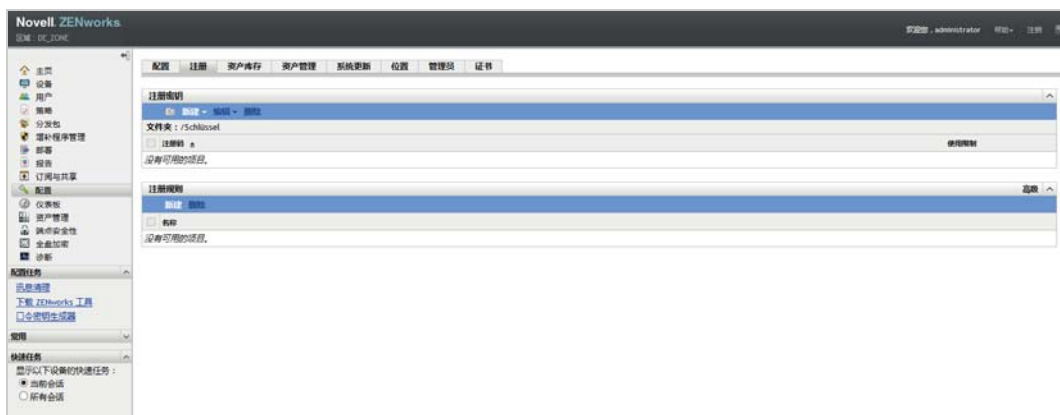 Novell ZENworks
区域 : DE_ZONE
欢迎您 , administrator 帮助 注销
主页
设备
用户
策略
分发包
增补程序管理
部署
报告
订阅与共享
配置
仪表板
资产管理
端点安全性
全盘加密
诊断
配置任务
讯息清理
下载 ZENworks 工具
口令密钥生成器
常用
快速任务
显示以下设备的快速任务 :
当前会话
所有会话
配置 注册 资产库存 资产管理 系统更新 位置 管理员 证书
注册密钥
新建 编辑 删除
文件夹 : /Schlüssel
注册码 使用限制
没有可用的项目。
注册规则 高级
新建 删除
名称
没有可用的项目。